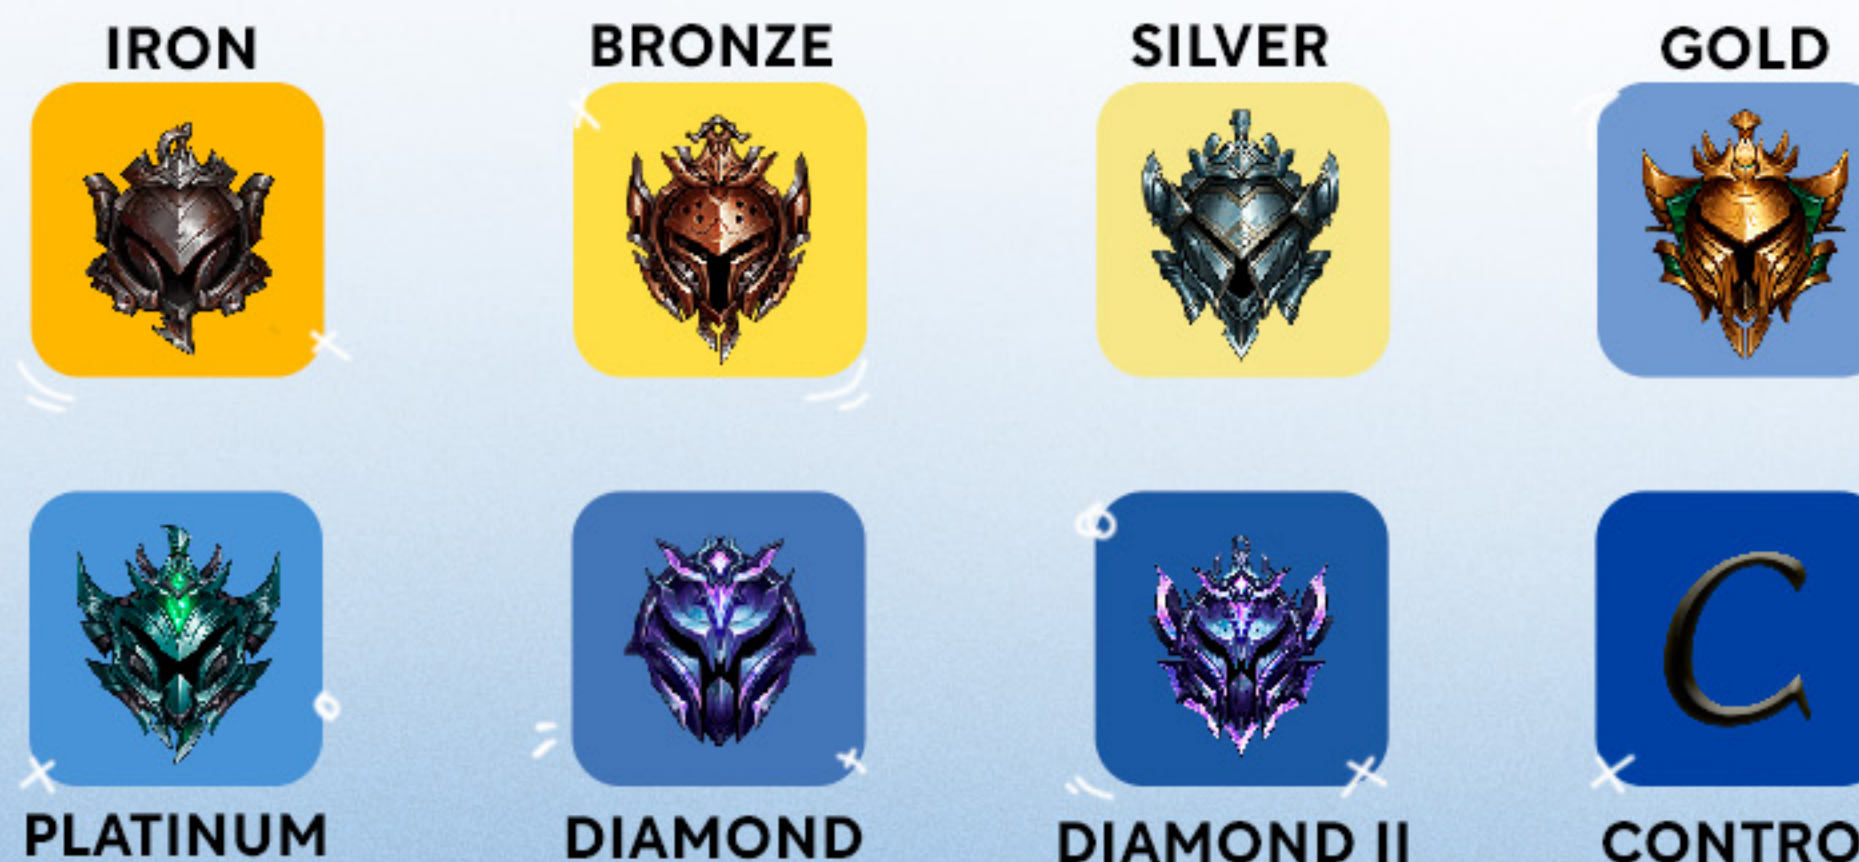 IRON
BRONZE
SILVER
GOLD
C
PLATINUM
DIAMOND
DIAMOND II
CONTRO